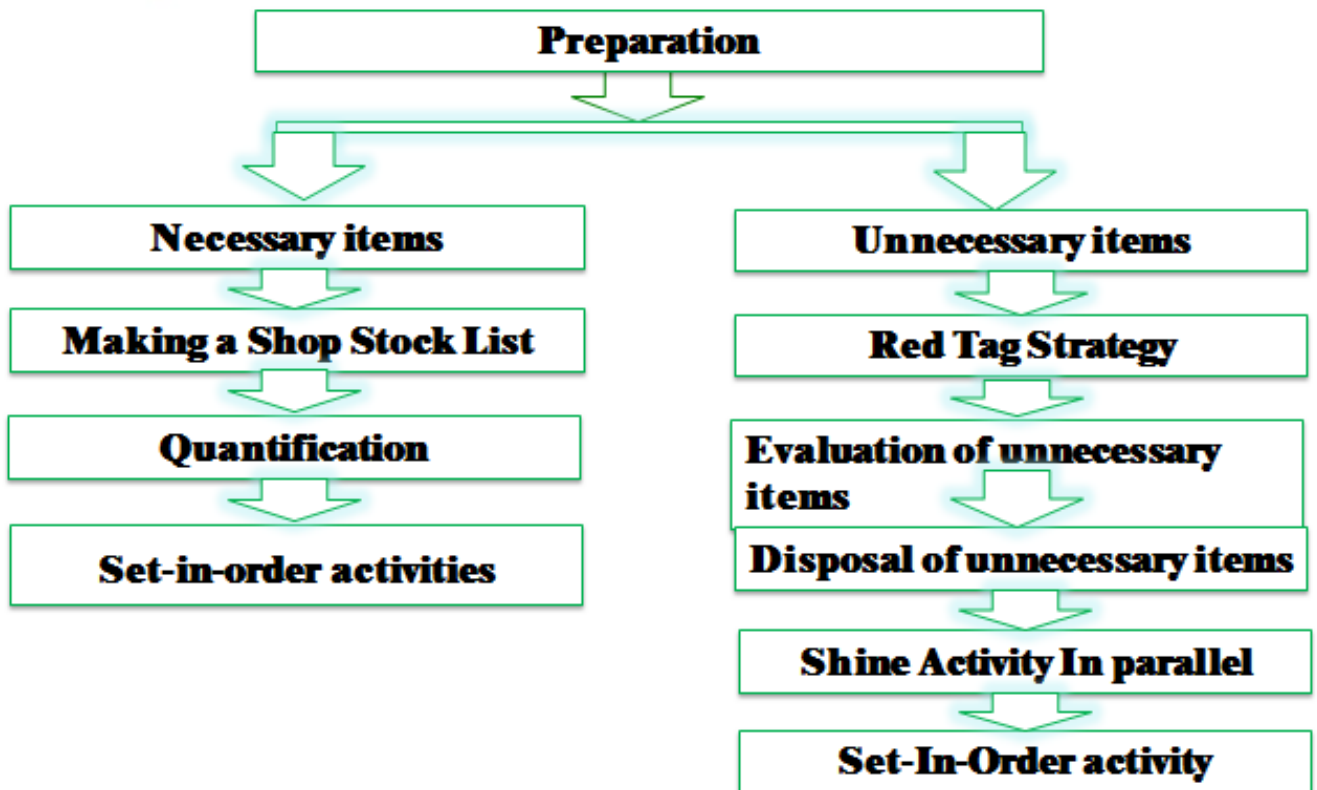 Preparation
Necessary items
Making a Shop Stock List
Quantification
Set-in-order activities
Unnecessary items
Red Tag Strategy
Evaluation of unnecessary
items
Disposal of unnecessary items
Shine Activity In parallel
Set-In-Order activity